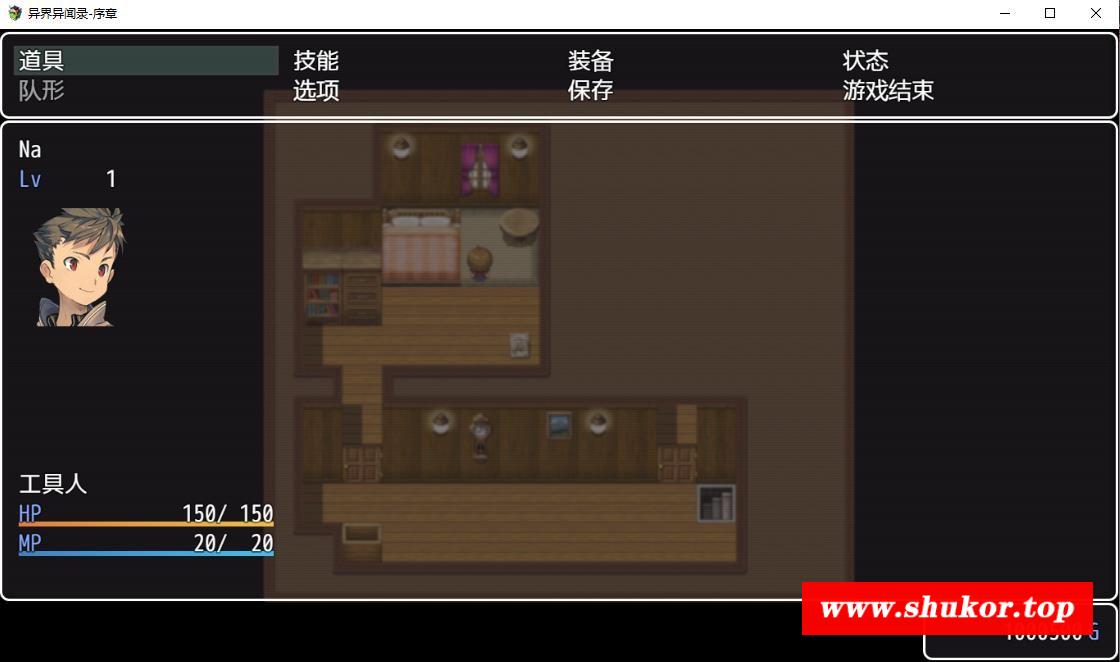 异界异闻录-序章
道具 技能 装备 状态
队形 选项 保存 游戏结束
Na
Lv 1
工具人
HP 150/ 150
MP 20/ 20
www.shukor.top
G